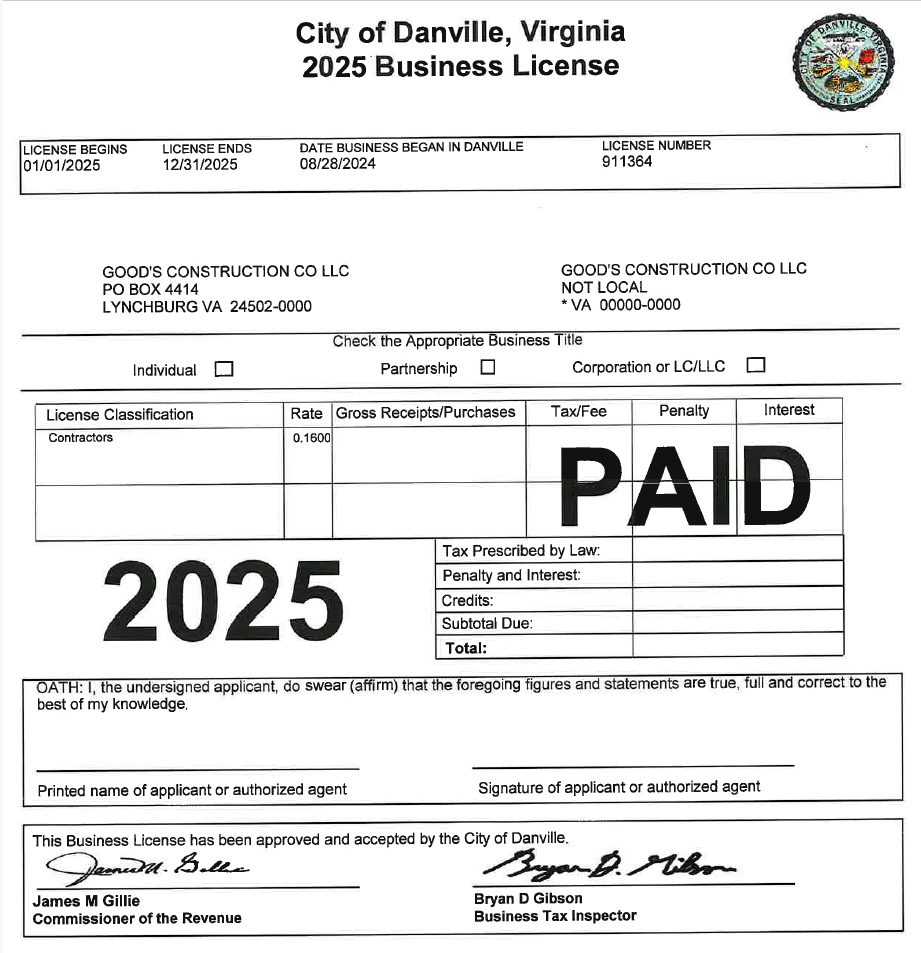 City of Danville, Virginia
2025 Business License
CITY OF DANVILLE, VIRGINIA
SEAL
LICENSE BEGINS LICENSE ENDS DATE BUSINESS BEGAN IN DANVILLE LICENSE NUMBER
01/01/2025 12/31/2025 08/28/2024 911364
GOOD'S CONSTRUCTION CO LLC GOOD'S CONSTRUCTION CO LLC
PO BOX 4414 NOT LOCAL
LYNCHBURG VA 24502-0000 * VA 00000-0000
Check the Appropriate Business Title
Individual Partnership Corporation or LC/LLC
License Classification Rate Gross Receipts/Purchases Tax/Fee Penalty Interest
Contractors 0.1600
PAID
Tax Prescribed by Law:
Penalty and Interest:
Credits:
Subtotal Due:
Total:
2025
OATH: I, the undersigned applicant, do swear (affirm) that the foregoing figures and statements are true, full and correct to the
best of my knowledge.
Printed name of applicant or authorized agent Signature of applicant or authorized agent
This Business License has been approved and accepted by the City of Danville.
James M. Gillie Bryan D. Gibson
James M Gillie Bryan D Gibson
Commissioner of the Revenue Business Tax Inspector